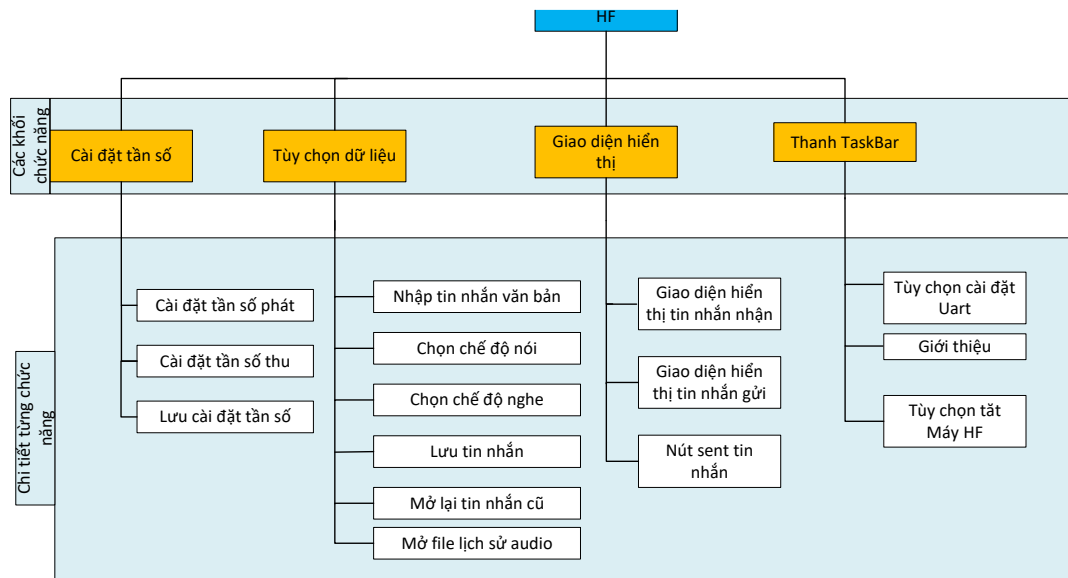 HF
Các khối
chức năng
Cài đặt tần số
Tùy chọn dữ liệu
Giao diện hiển
thị
Thanh TaskBar
Chi tiết từng chức
năng
Cài đặt tần số phát
Cài đặt tần số thu
Lưu cài đặt tần số
Nhập tin nhắn văn bản
Chọn chế độ nói
Chọn chế độ nghe
Lưu tin nhắn
Mở lại tin nhắn cũ
Mở file lịch sử audio
Giao diện hiển
thị tin nhắn nhận
Giao diện hiển
thị tin nhắn gửi
Nút sent tin
nhắn
Tùy chọn cài đặt
Uart
Giới thiệu
Tùy chọn tăt
Máy HF